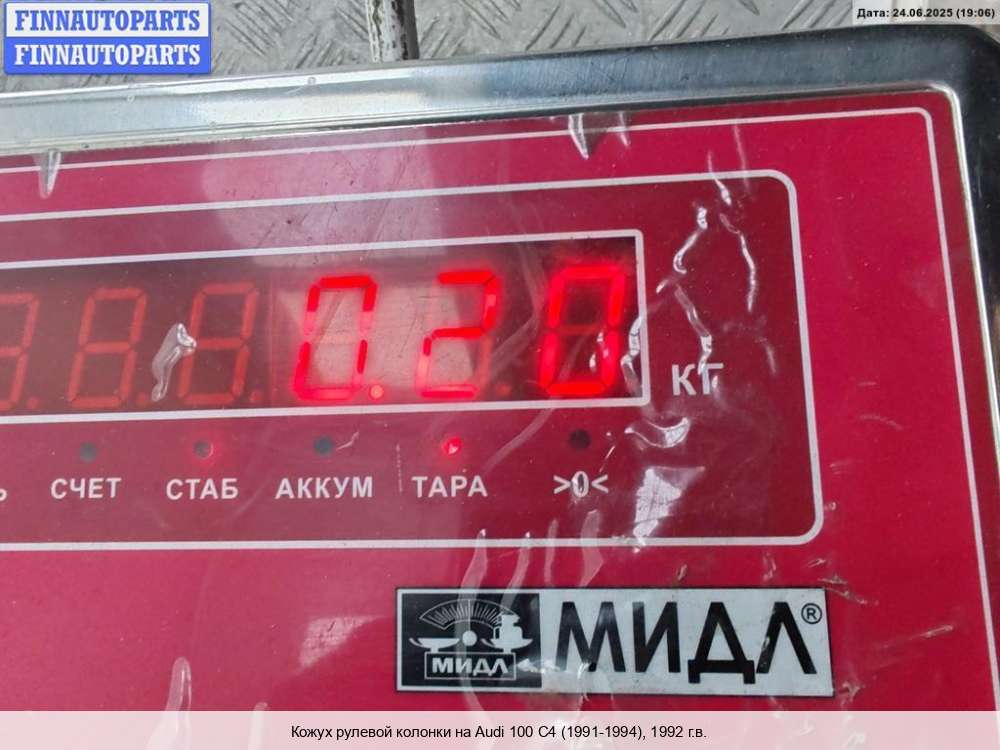 FINNAUTOPARTS
FINNAUTOPARTS
Дата: 24.06.2025 (19:06)
0.20
КГ
СЧЕТ СТАБ АККУМ ТАРА >0<
МИДЛ МИДЛ®
Кожух рулевой колонки на Audi 100 C4 (1991-1994), 1992 г.в.